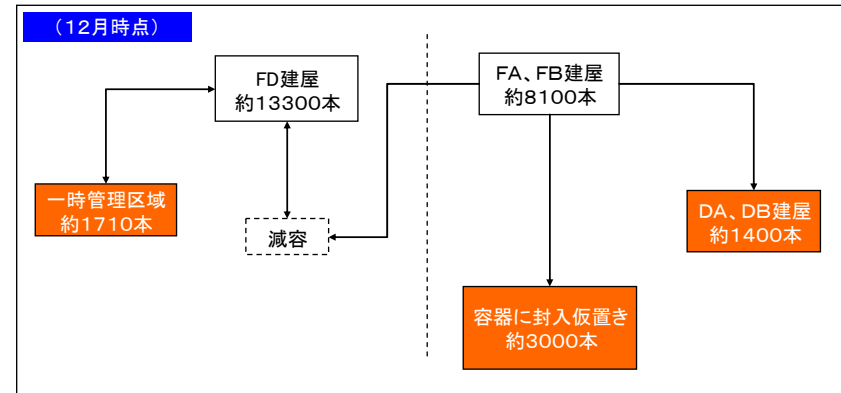 （１２月時点）
FD建屋
約13300本
FA、FB建屋
約8100本
一時管理区域
約1710本
減容
DA、DB建屋
約1400本
容器に封入仮置き
約3000本